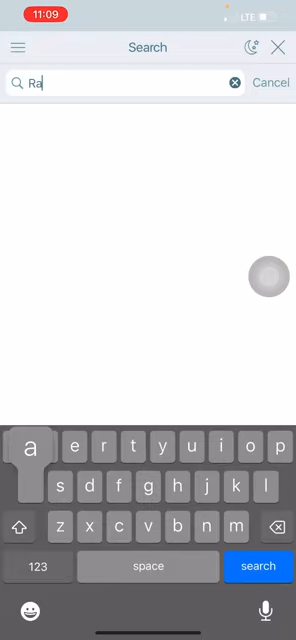 11:09
LTE
Search
Ra
Cancel
a e r t y u i o p
s d f g h j k l
z x c v b n m
123 space search